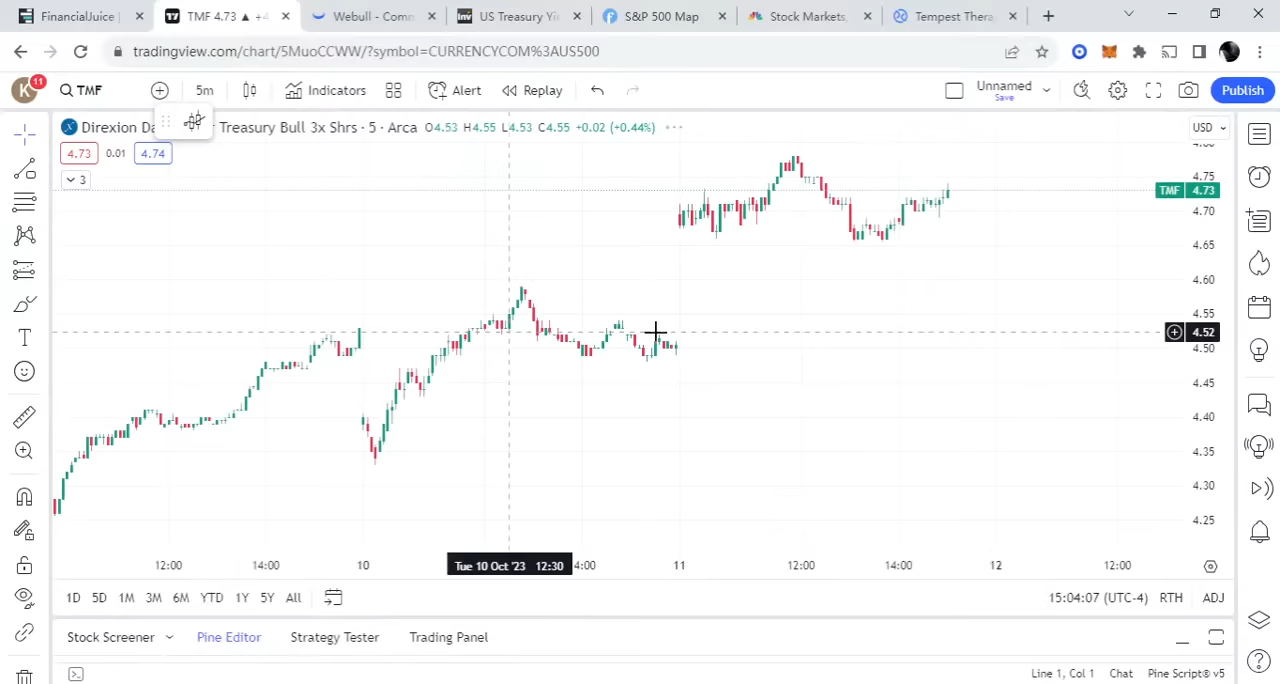 FinancialJuice
TMF 4.73 ▲ +4
Webull - Comm
US Treasury Yie
S&P 500 Map
Stock Markets,
Tempest Thera
tradingview.com/chart/5MuoCCWW/?symbol=CURRENCYCOM%3AUS500
K 11
TMF
5m
Indicators
Alert
Replay
Unnamed
Save
Publish
Direxion Da Treasury Bull 3x Shrs · 5 · Arca O4.53 H4.55 L4.53 C4.55 +0.02 (+0.44%)
USD
4.73 0.01 4.74
3
4.75
TMF 4.73
4.70
4.65
4.60
4.55
4.52
4.50
4.45
4.40
4.35
4.30
4.25
12:00 14:00 10 Tue 10 Oct '23 12:30 4:00 11 12:00 14:00 12 12:00
1D 5D 1M 3M 6M YTD 1Y 5Y All 15:04:07 (UTC-4) RTH ADJ
Stock Screener Pine Editor Strategy Tester Trading Panel
Line 1, Col 1 Chat Pine Script® v5